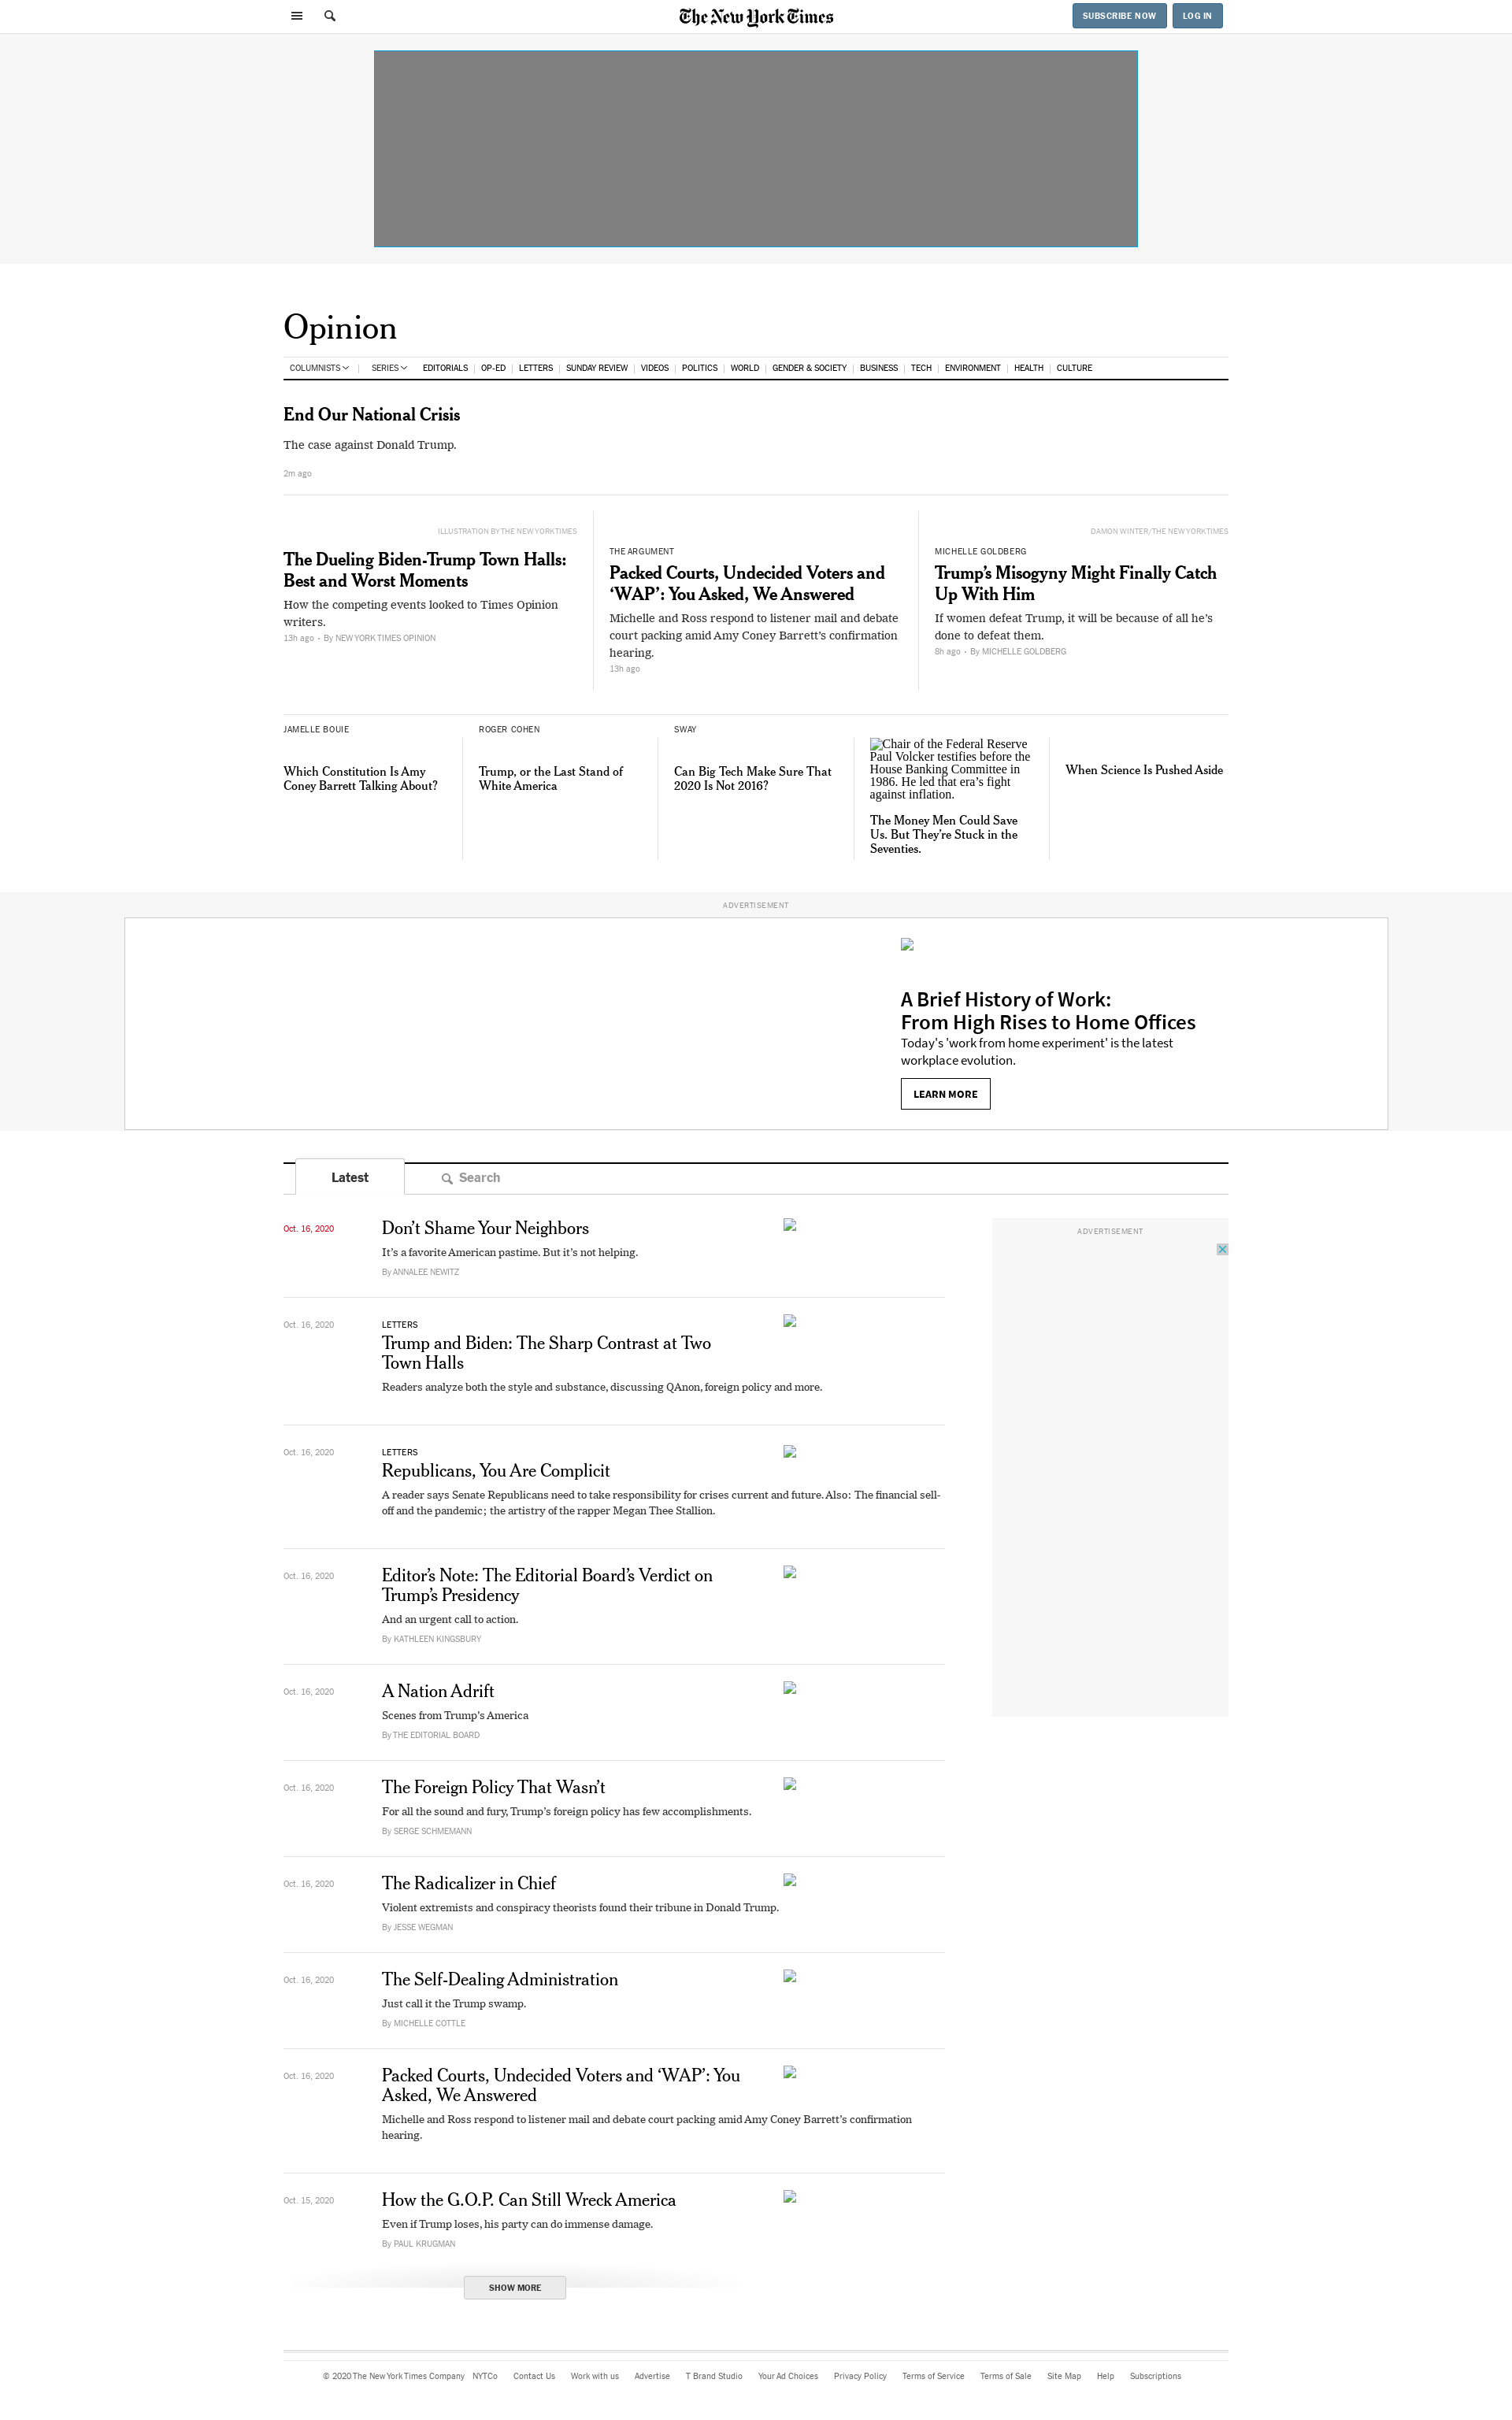 The New York Times
SUBSCRIBE NOW
LOG IN
Opinion
COLUMNISTS
SERIES
EDITORIALS
OP-ED
LETTERS
SUNDAY REVIEW
VIDEOS
POLITICS
WORLD
GENDER & SOCIETY
BUSINESS
TECH
ENVIRONMENT
HEALTH
CULTURE
End Our National Crisis
The case against Donald Trump.
2m ago
ILLUSTRATION BY THE NEW YORK TIMES
The Dueling Biden-Trump Town Halls:
Best and Worst Moments
How the competing events looked to Times Opinion
writers.
13h ago • By NEW YORK TIMES OPINION
THE ARGUMENT
Packed Courts, Undecided Voters and
‘WAP’: You Asked, We Answered
Michelle and Ross respond to listener mail and debate
court packing amid Amy Coney Barrett’s confirmation
hearing.
13h ago
DAMON WINTER/THE NEW YORK TIMES
MICHELLE GOLDBERG
Trump’s Misogyny Might Finally Catch
Up With Him
If women defeat Trump, it will be because of all he’s
done to defeat them.
8h ago • By MICHELLE GOLDBERG
JAMELLE BOUIE
Which Constitution Is Amy
Coney Barrett Talking About?
ROGER COHEN
Trump, or the Last Stand of
White America
SWAY
Can Big Tech Make Sure That
2020 Is Not 2016?
Chair of the Federal Reserve
Paul Volcker testifies before the
House Banking Committee in
1986. He led that era’s fight
against inflation.
The Money Men Could Save
Us. But They’re Stuck in the
Seventies.
When Science Is Pushed Aside
ADVERTISEMENT
A Brief History of Work:
From High Rises to Home Offices
Today's 'work from home experiment' is the latest
workplace evolution.
LEARN MORE
Latest
Search
ADVERTISEMENT
Oct. 16, 2020
Don’t Shame Your Neighbors
It’s a favorite American pastime. But it’s not helping.
By ANNALEE NEWITZ
Oct. 16, 2020
LETTERS
Trump and Biden: The Sharp Contrast at Two
Town Halls
Readers analyze both the style and substance, discussing QAnon, foreign policy and more.
Oct. 16, 2020
LETTERS
Republicans, You Are Complicit
A reader says Senate Republicans need to take responsibility for crises current and future. Also: The financial sell-
off and the pandemic; the artistry of the rapper Megan Thee Stallion.
Oct. 16, 2020
Editor’s Note: The Editorial Board’s Verdict on
Trump’s Presidency
And an urgent call to action.
By KATHLEEN KINGSBURY
Oct. 16, 2020
A Nation Adrift
Scenes from Trump’s America
By THE EDITORIAL BOARD
Oct. 16, 2020
The Foreign Policy That Wasn’t
For all the sound and fury, Trump’s foreign policy has few accomplishments.
By SERGE SCHMEMANN
Oct. 16, 2020
The Radicalizer in Chief
Violent extremists and conspiracy theorists found their tribune in Donald Trump.
By JESSE WEGMAN
Oct. 16, 2020
The Self-Dealing Administration
Just call it the Trump swamp.
By MICHELLE COTTLE
Oct. 16, 2020
Packed Courts, Undecided Voters and ‘WAP’: You
Asked, We Answered
Michelle and Ross respond to listener mail and debate court packing amid Amy Coney Barrett’s confirmation
hearing.
Oct. 15, 2020
How the G.O.P. Can Still Wreck America
Even if Trump loses, his party can do immense damage.
By PAUL KRUGMAN
SHOW MORE
© 2020 The New York Times Company
NYTCo
Contact Us
Work with us
Advertise
T Brand Studio
Your Ad Choices
Privacy Policy
Terms of Service
Terms of Sale
Site Map
Help
Subscriptions